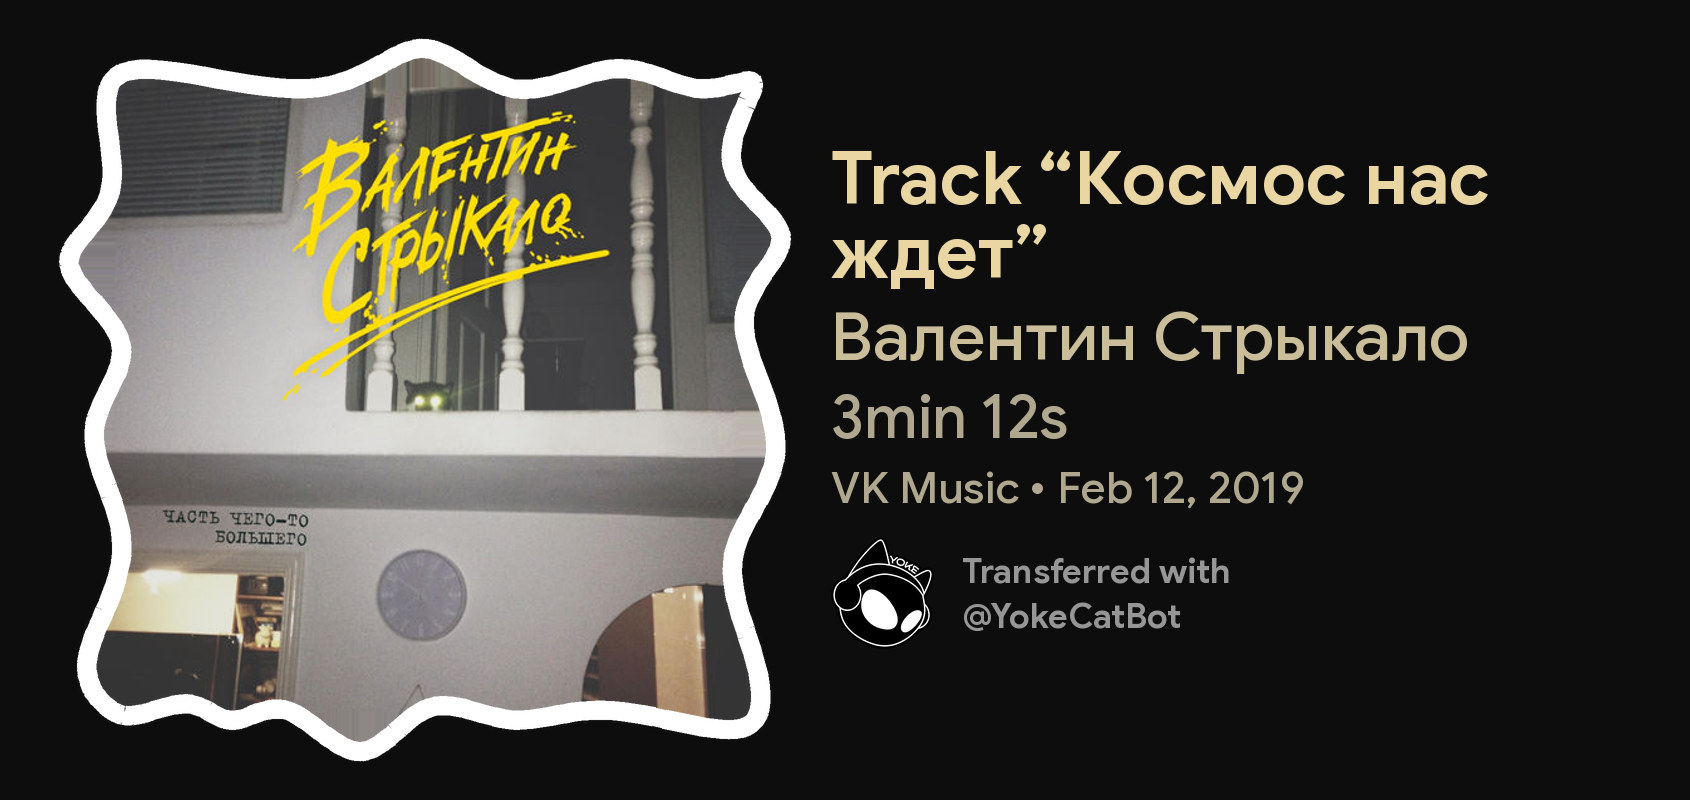 Валентин
Стрыкало
ЧАСТЬ ЧЕГО-ТО
БОЛЬШЕГО
Track “Космос нас
ждет”
Валентин Стрыкало
3min 12s
VK Music • Feb 12, 2019
YOKE
Transferred with
@YokeCatBot